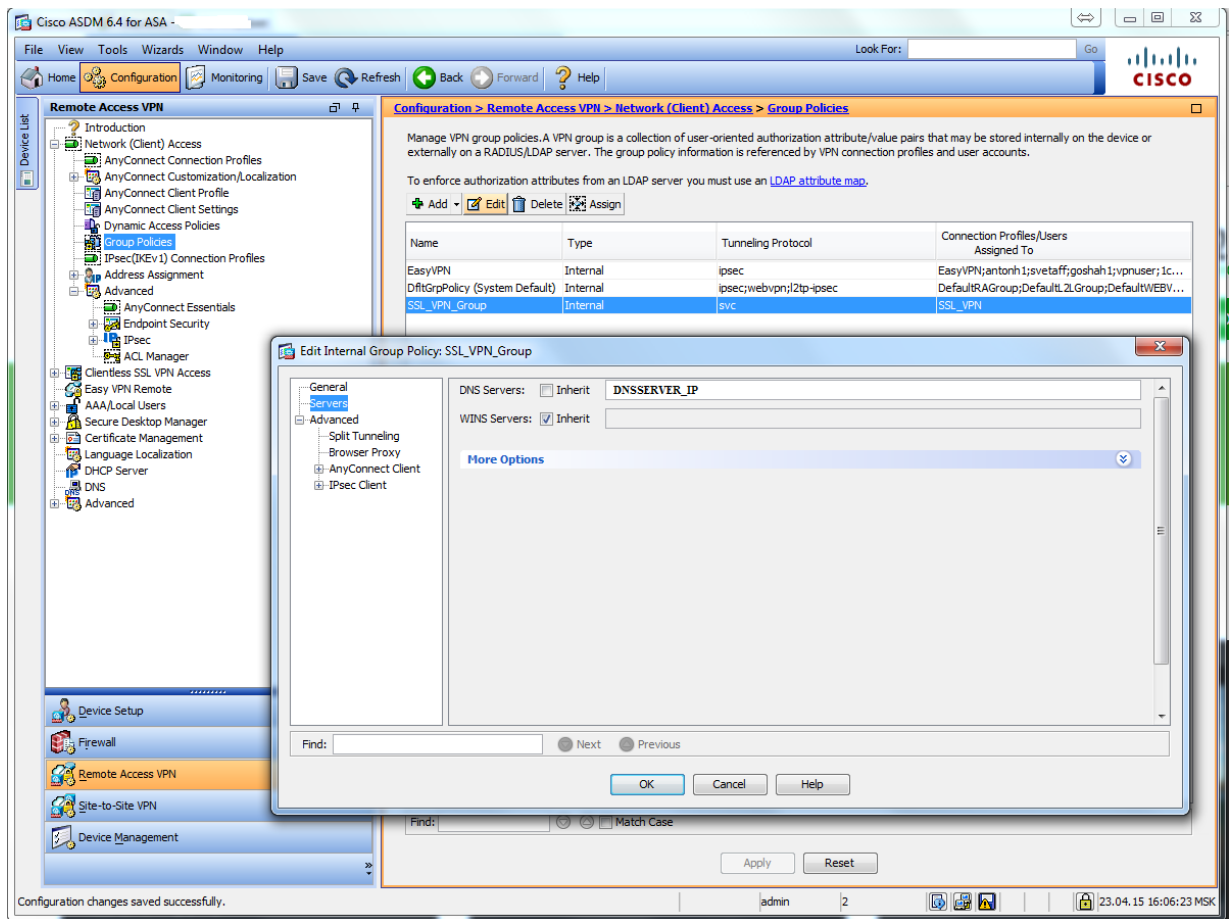 Cisco ASDM 6.4 for ASA -
File View Tools Wizards Window Help
Look For:
Go
Home Configuration Monitoring Save Refresh Back Forward Help
CISCO
Device List
Remote Access VPN
Introduction
Network (Client) Access
AnyConnect Connection Profiles
AnyConnect Customization/Localization
AnyConnect Client Profile
AnyConnect Client Settings
Dynamic Access Policies
Group Policies
IPsec(IKEv1) Connection Profiles
Address Assignment
Advanced
AnyConnect Essentials
Endpoint Security
IPsec
ACL Manager
Clientless SSL VPN Access
Easy VPN Remote
AAA/Local Users
Secure Desktop Manager
Certificate Management
Language Localization
DHCP Server
DNS
Advanced
Device Setup
Firewall
Remote Access VPN
Site-to-Site VPN
Device Management
Configuration > Remote Access VPN > Network (Client) Access > Group Policies
Manage VPN group policies.A VPN group is a collection of user-oriented authorization attribute/value pairs that may be stored internally on the device or
externally on a RADIUS/LDAP server. The group policy information is referenced by VPN connection profiles and user accounts.
To enforce authorization attributes from an LDAP server you must use an LDAP attribute map.
Add Edit Delete Assign
Name Type Tunneling Protocol Connection Profiles/Users
Assigned To
EasyVPN Internal ipsec EasyVPN;antonh1;svetaff;goshah1;vpnuser;1c...
DfltGrpPolicy (System Default) Internal ipsec;webvpn;l2tp-ipsec DefaultRAGroup;DefaultL2LGroup;DefaultWEBV...
SSL_VPN_Group Internal svc SSL_VPN
Edit Internal Group Policy: SSL_VPN_Group
General
Servers
Advanced
Split Tunneling
Browser Proxy
AnyConnect Client
IPsec Client
DNS Servers: Inherit DNSSERVER_IP
WINS Servers: Inherit
More Options
Find: Next Previous
OK Cancel Help
Find: Match Case
Apply Reset
Configuration changes saved successfully. admin 2 23.04.15 16:06:23 MSK